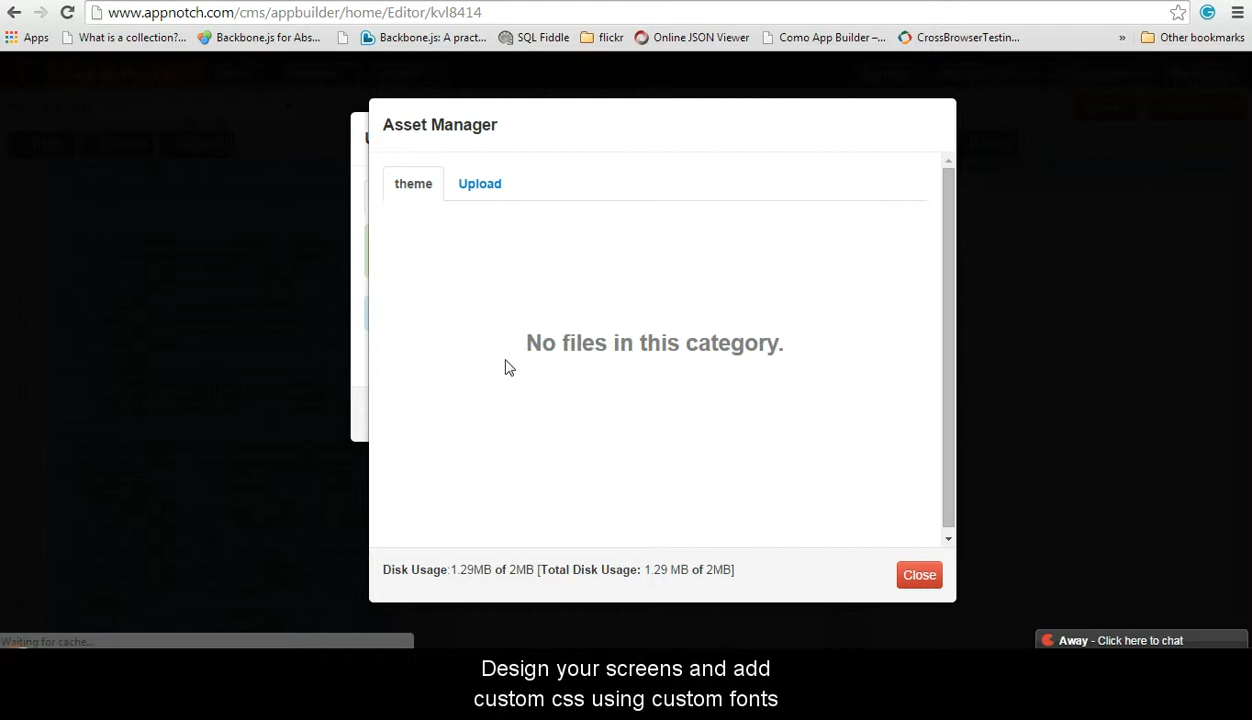 www.appnotch.com/cms/appbuilder/home/Editor/kvl8414
Apps What is a collection?... Backbone.js for Abs... Backbone.js: A pract... SQL Fiddle flickr Online JSON Viewer Como App Builder –... CrossBrowserTestin... » Other bookmarks
Asset Manager
theme Upload
No files in this category.
Disk Usage:1.29MB of 2MB [Total Disk Usage: 1.29 MB of 2MB]
Close
Waiting for cache...
Away - Click here to chat
Design your screens and add
custom css using custom fonts